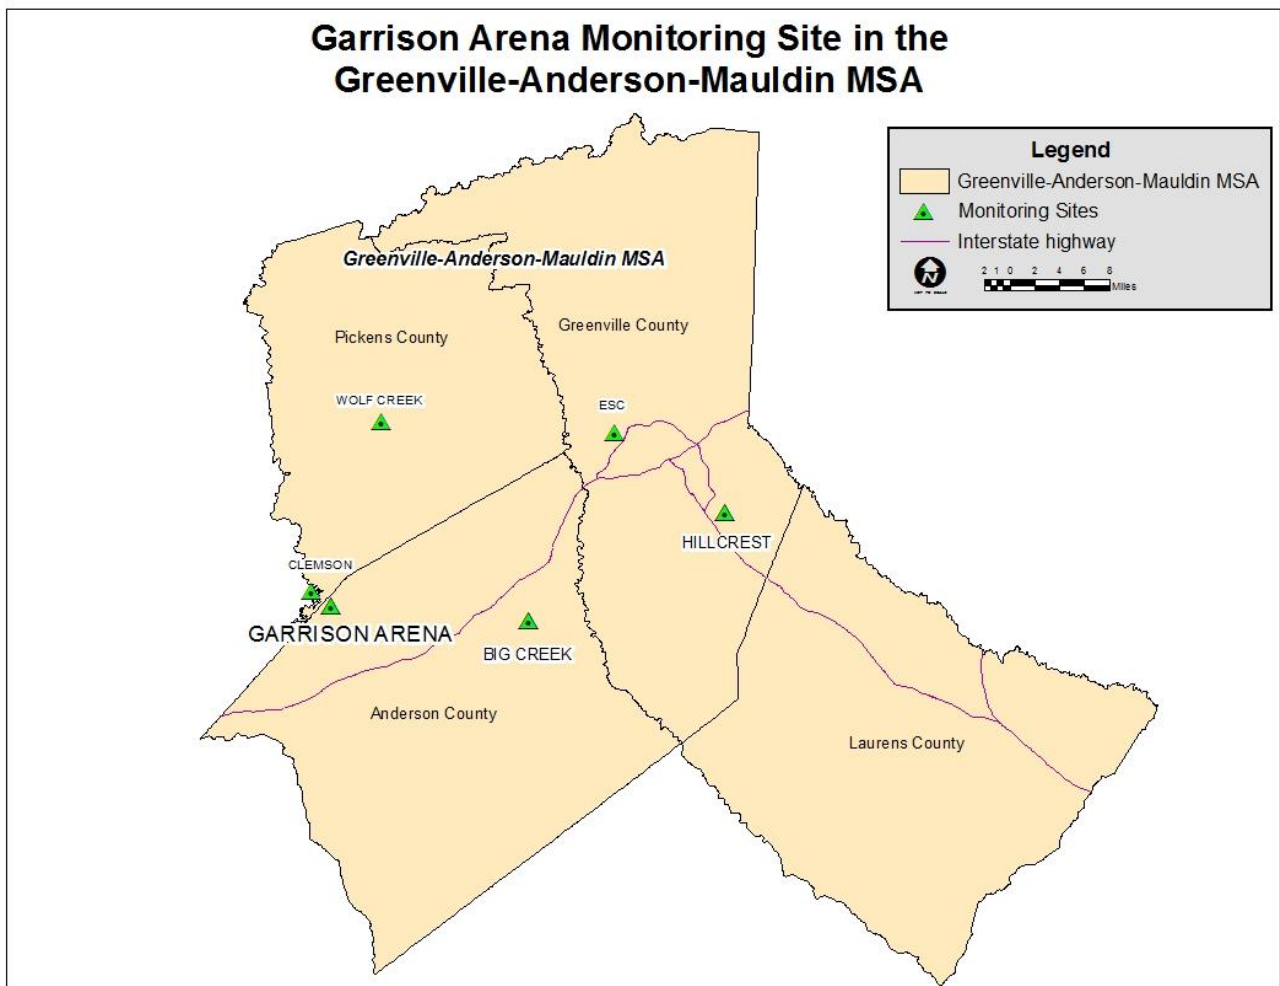 Garrison Arena Monitoring Site in the
Greenville-Anderson-Mauldin MSA
Legend
Greenville-Anderson-Mauldin MSA
Monitoring Sites
Interstate highway
N
2 1 0 2 4 6 8
Miles
Greenville-Anderson-Mauldin MSA
Pickens County
Greenville County
WOLF CREEK
ESC
HILLCREST
CLEMSON
GARRISON ARENA
BIG CREEK
Anderson County
Laurens County